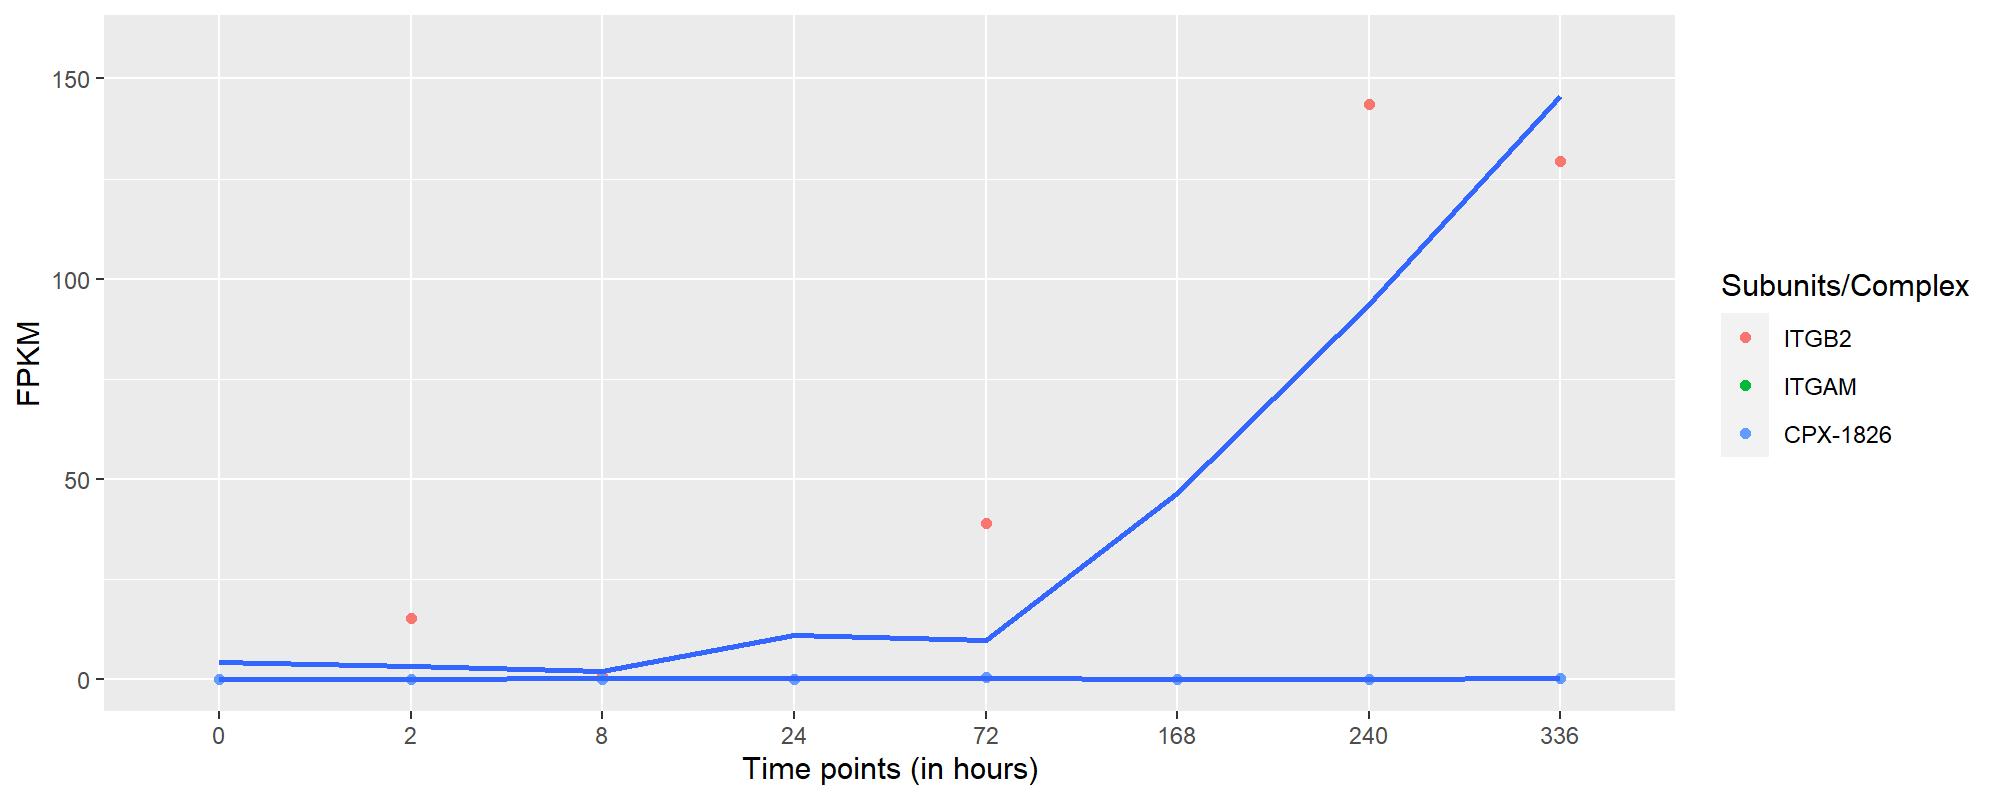 150
100
50
0
FPKM
0 2 8 24 72 168 240 336
Time points (in hours)
Subunits/Complex
ITGB2
ITGAM
CPX-1826